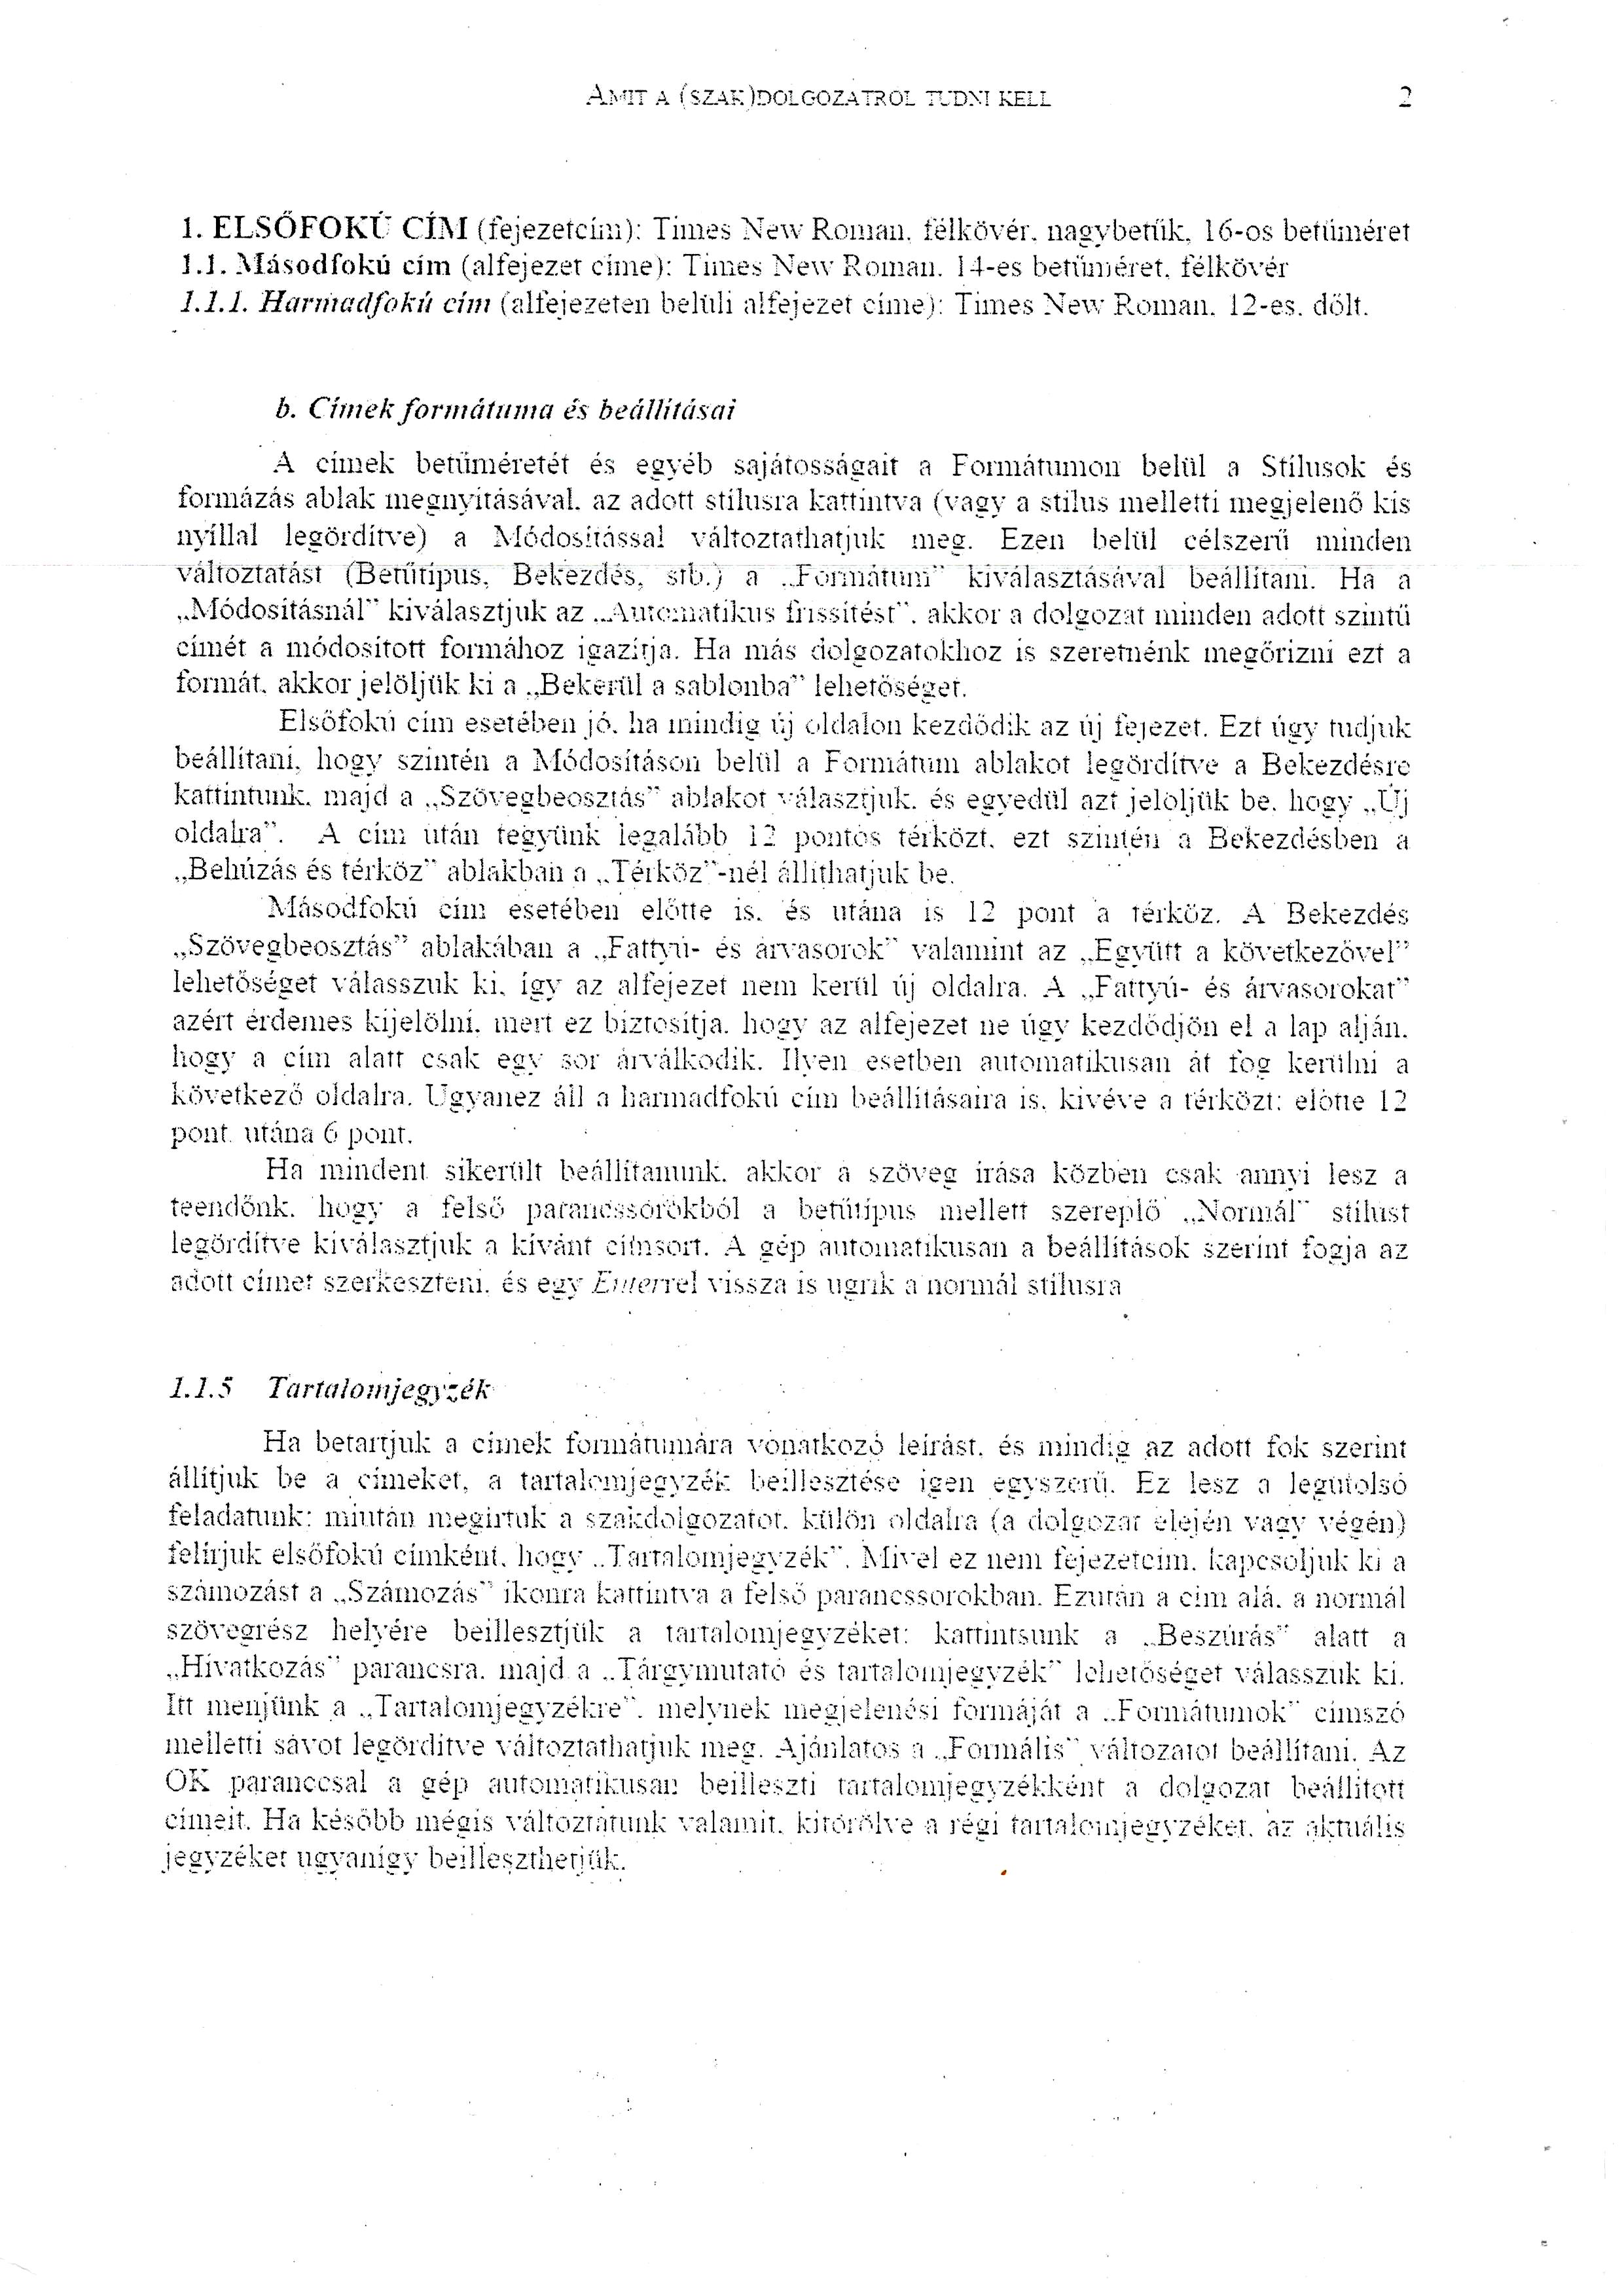 AMIT A (SZAK)DOLGOZATRÓL TUDNI KELL 2
1. ELSŐFOKÚ CÍM (fejezetcím): Times New Roman, félkövér, nagybetűk, 16-os betűméret
1.1. Másodfokú cím (alfejezet címe): Times New Roman, 14-es betűméret, félkövér
1.1.1. Harmadfokú cím (alfejezeten belüli alfejezet címe): Times New Roman, 12-es, dőlt.
b. Címek formátuma és beállításai
A címek betűméretét és egyéb sajátosságait a Formátumon belül a Stílusok és
formázás ablak megnyitásával, az adott stílusra kattintva (vagy a stílus melletti megjelenő kis
nyíllal legördítve) a Módosítással változtathatjuk meg. Ezen belül célszerű minden
változtatást (Betűtípus, Bekezdés, stb.) a „Formátum” kiválasztásával beállítani. Ha a
„Módosításnál” kiválasztjuk az „Automatikus frissítést”, akkor a dolgozat minden adott szintű
címét a módosított formához igazítja. Ha más dolgozatokhoz is szeretnénk megőrizni ezt a
formát, akkor jelöljük ki a „Bekerül a sablonba” lehetőséget.
Elsőfokú cím esetében jó, ha mindig új oldalon kezdődik az új fejezet. Ezt úgy tudjuk
beállítani, hogy szintén a Módosításon belül a Formátum ablakot legördítve a Bekezdésre
kattintunk, majd a „Szövegbeosztás” ablakot választjuk, és egyedül azt jelöljük be, hogy „Új
oldalra”. A cím után tegyünk legalább 12 pontos térközt, ezt szintén a Bekezdésben a
„Behúzás és térköz” ablakban a „Térköz”-nél állíthatjuk be.
Másodfokú cím esetében előtte is, és utána is 12 pont a térköz. A Bekezdés
„Szövegbeosztás” ablakában a „Fattyú- és árvasorok” valamint az „Együtt a következővel”
lehetőséget válasszuk ki, így az alfejezet nem kerül új oldalra. A „Fattyú- és árvasorokat”
azért érdemes kijelölni, mert ez biztosítja, hogy az alfejezet ne úgy kezdődjön el a lap alján,
hogy a cím alatt csak egy sor árválkodik. Ilyen esetben automatikusan át fog kerülni a
következő oldalra. Ugyanez áll a harmadfokú cím beállításaira is, kivéve a térközt: előtte 12
pont, utána 6 pont.
Ha mindent sikerült beállítanunk, akkor a szöveg írása közben csak annyi lesz a
teendőnk, hogy a felső parancssorokból a betűtípus mellett szereplő „Normál” stílust
legördítve kiválasztjuk a kívánt címsort. A gép automatikusan a beállítások szerint fogja az
adott címet szerkeszteni, és egy Enterrel vissza is ugrik a normál stílusra
1.1.5 Tartalomjegyzék
Ha betartjuk a címek formátumára vonatkozó leírást, és mindig az adott fok szerint
állítjuk be a címeket, a tartalomjegyzék beillesztése igen egyszerű. Ez lesz a legutolsó
feladatunk: miután megírtuk a szakdolgozatot, külön oldalra (a dolgozat elején vagy végén)
felírjuk elsőfokú címként, hogy „Tartalomjegyzék”. Mivel ez nem fejezetcím, kapcsoljuk ki a
számozást a „Számozás” ikonra kattintva a felső parancssorokban. Ezután a cím alá, a normál
szövegrész helyére beillesztjük a tartalomjegyzéket: kattintsunk a „Beszúrás” alatt a
„Hivatkozás” parancsra, majd a „Tárgymutató és tartalomjegyzék” lehetőséget válasszuk ki.
Itt menjünk a „Tartalomjegyzékre”, melynek megjelenési formáját a „Formátumok” címszó
melletti sávot legördítve változtathatjuk meg. Ajánlatos a „Formális” változatot beállítani. Az
OK paranccsal a gép automatikusan beilleszti tartalomjegyzékként a dolgozat beállított
címeit. Ha később mégis változtatunk valamit, kitörölve a régi tartalomjegyzéket, az aktuális
jegyzéket ugyanígy beilleszthetjük.